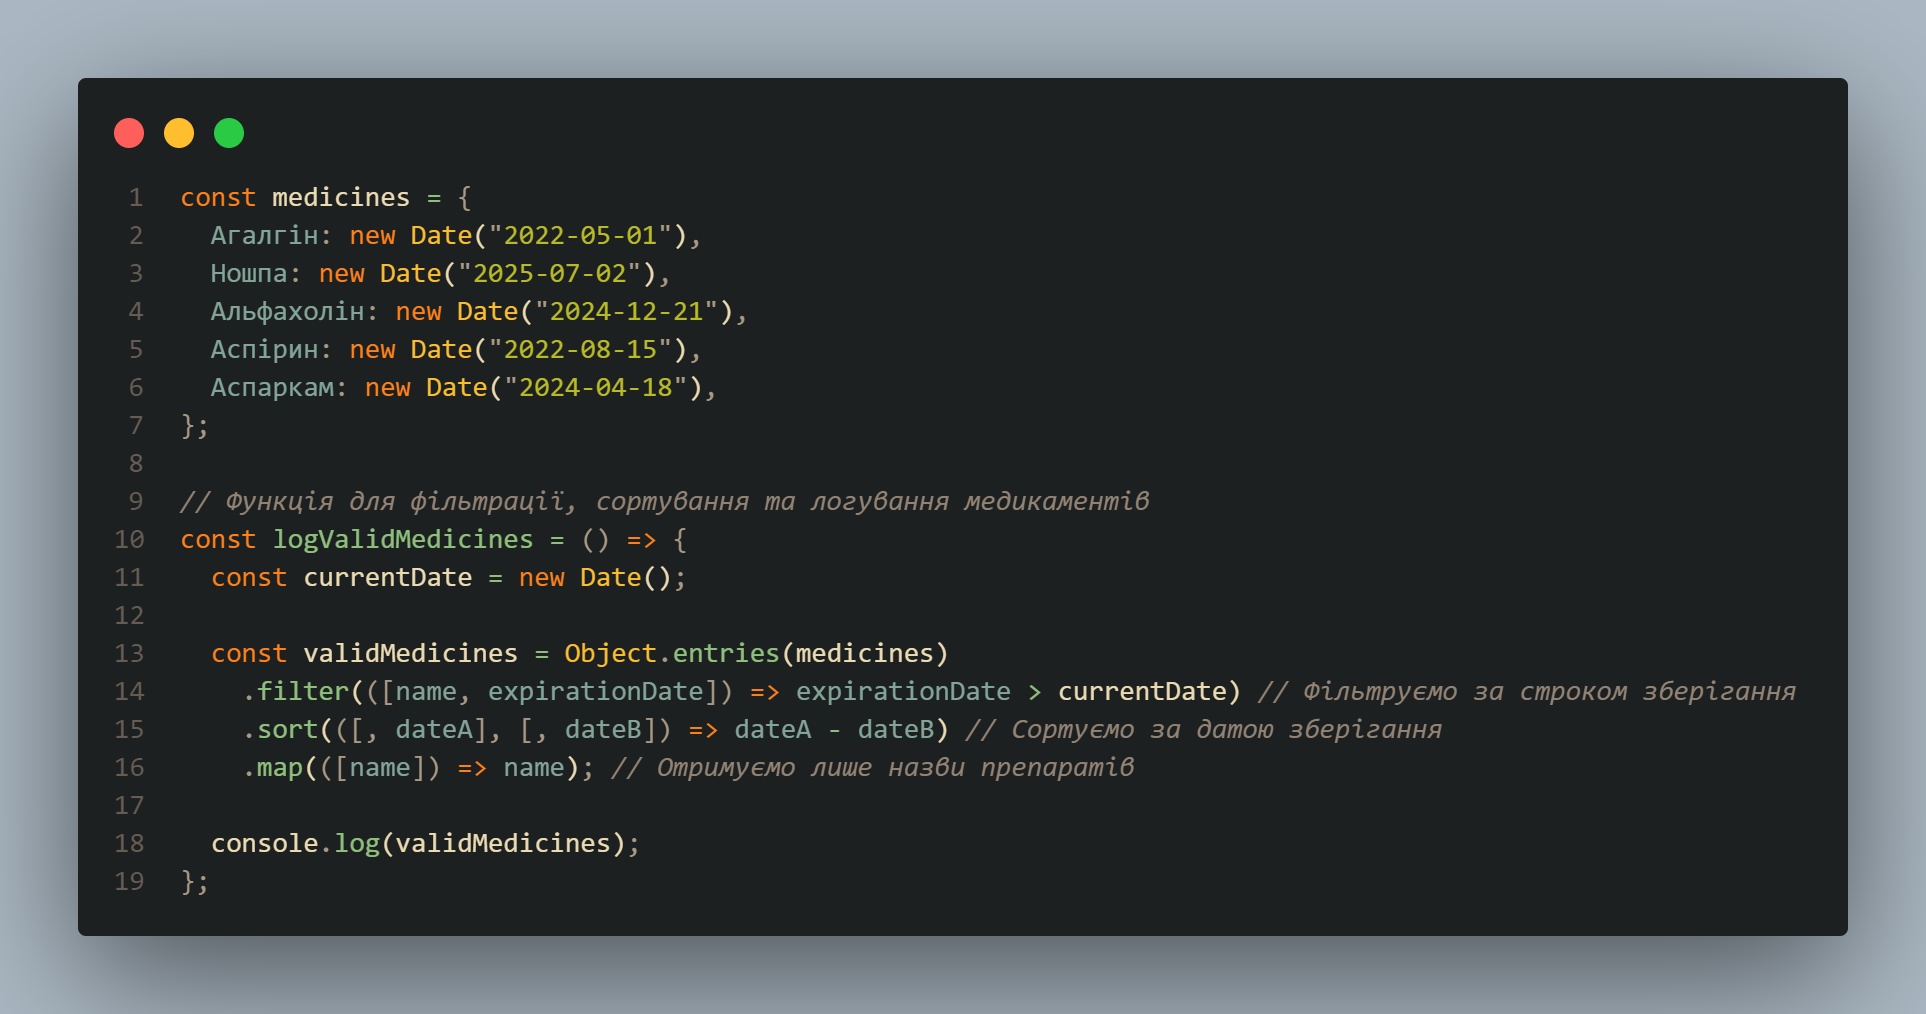 1 const medicines = {
2   Агалгін: new Date("2022-05-01"),
3   Ношпа: new Date("2025-07-02"),
4   Альфахолін: new Date("2024-12-21"),
5   Аспірин: new Date("2022-08-15"),
6   Аспаркам: new Date("2024-04-18"),
7 };
8
9 // Функція для фільтрації, сортування та логування медикаментів
10 const logValidMedicines = () => {
11   const currentDate = new Date();
12
13   const validMedicines = Object.entries(medicines)
14     .filter(([name, expirationDate]) => expirationDate > currentDate) // Фільтруємо за строком зберігання
15     .sort(([, dateA], [, dateB]) => dateA - dateB) // Сортуємо за датою зберігання
16     .map(([name]) => name); // Отримуємо лише назви препаратів
17
18   console.log(validMedicines);
19 };